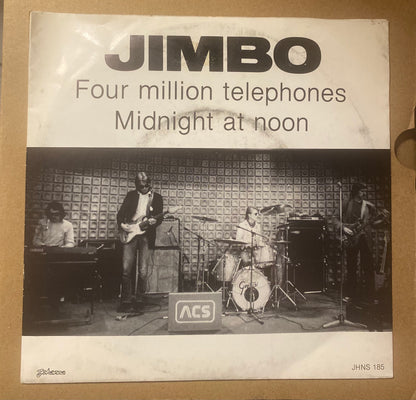 JIMBO
Four million telephones
Midnight at noon
ACS
JHNS 185